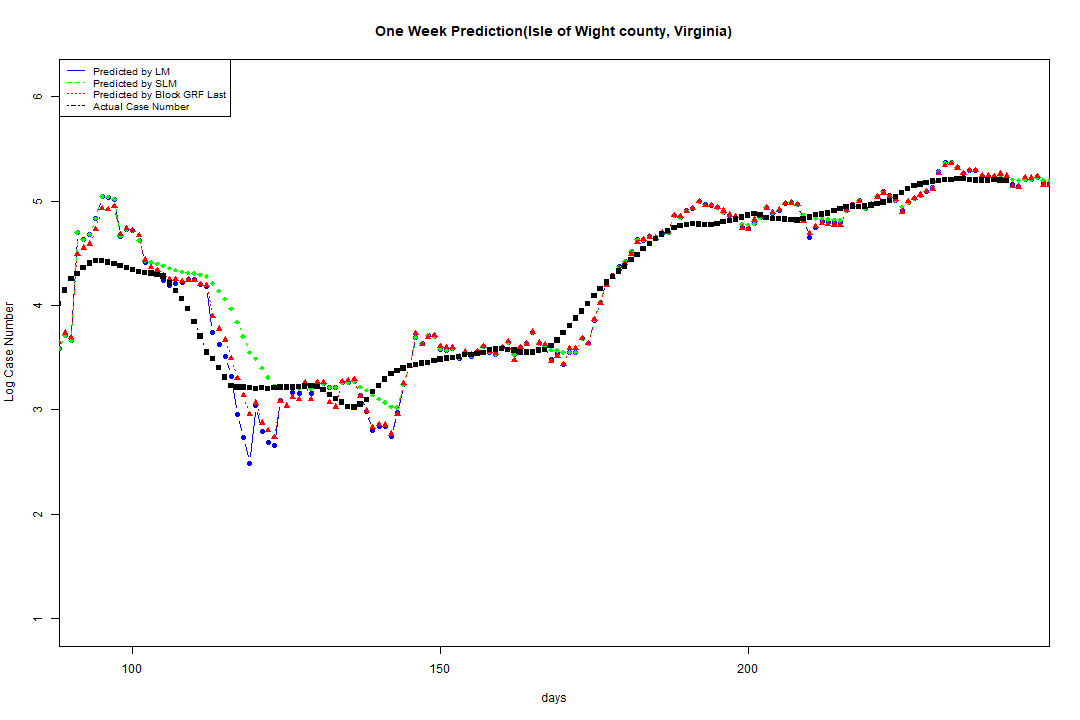 One Week Prediction(Isle of Wight county, Virginia)
Predicted by LM
Predicted by SLM
Predicted by Block GRF Last
Actual Case Number
6
5
4
3
2
1
Log Case Number
100
150
200
days